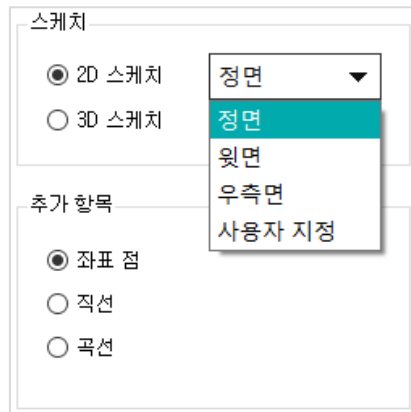 스케치
2D 스케치
정면
3D 스케치
정면
윗면
우측면
사용자 지정
추가 항목
좌표 점
직선
곡선